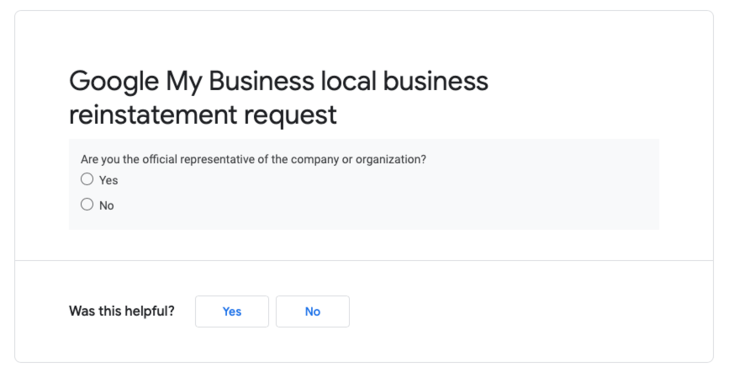 Google My Business local business
reinstatement request
Are you the official representative of the company or organization?
Yes
No
Was this helpful?
Yes
No